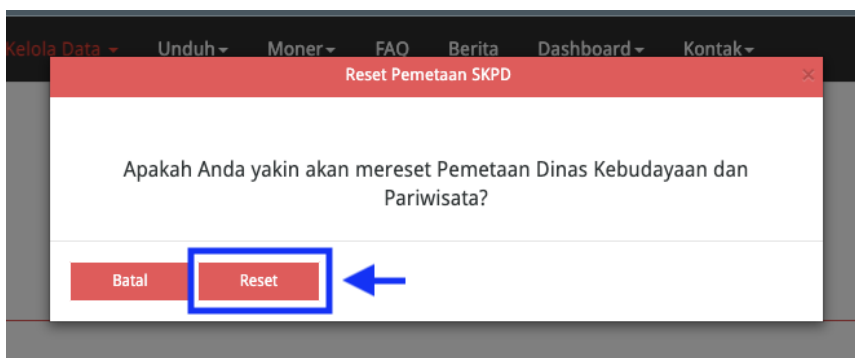 Kelola Data Unduh Moner FAQ Berita Dashboard Kontak
Reset Pemetaan SKPD
Apakah Anda yakin akan mereset Pemetaan Dinas Kebudayaan dan
Pariwisata?
Batal Reset